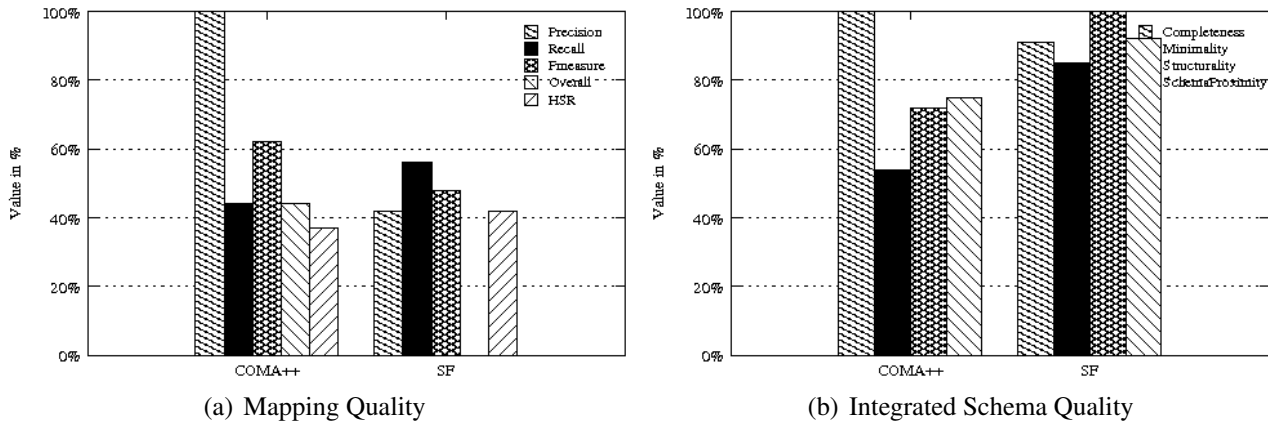 100%
80%
60%
40%
20%
0%
Value in %
Precision
Recall
Fmeasure
Overall
HSR
COMA++
SF
(a) Mapping Quality
100%
80%
60%
40%
20%
0%
Value in %
Completeness
Minimality
Structurality
SchemaProximity
COMA++
SF
(b) Integrated Schema Quality